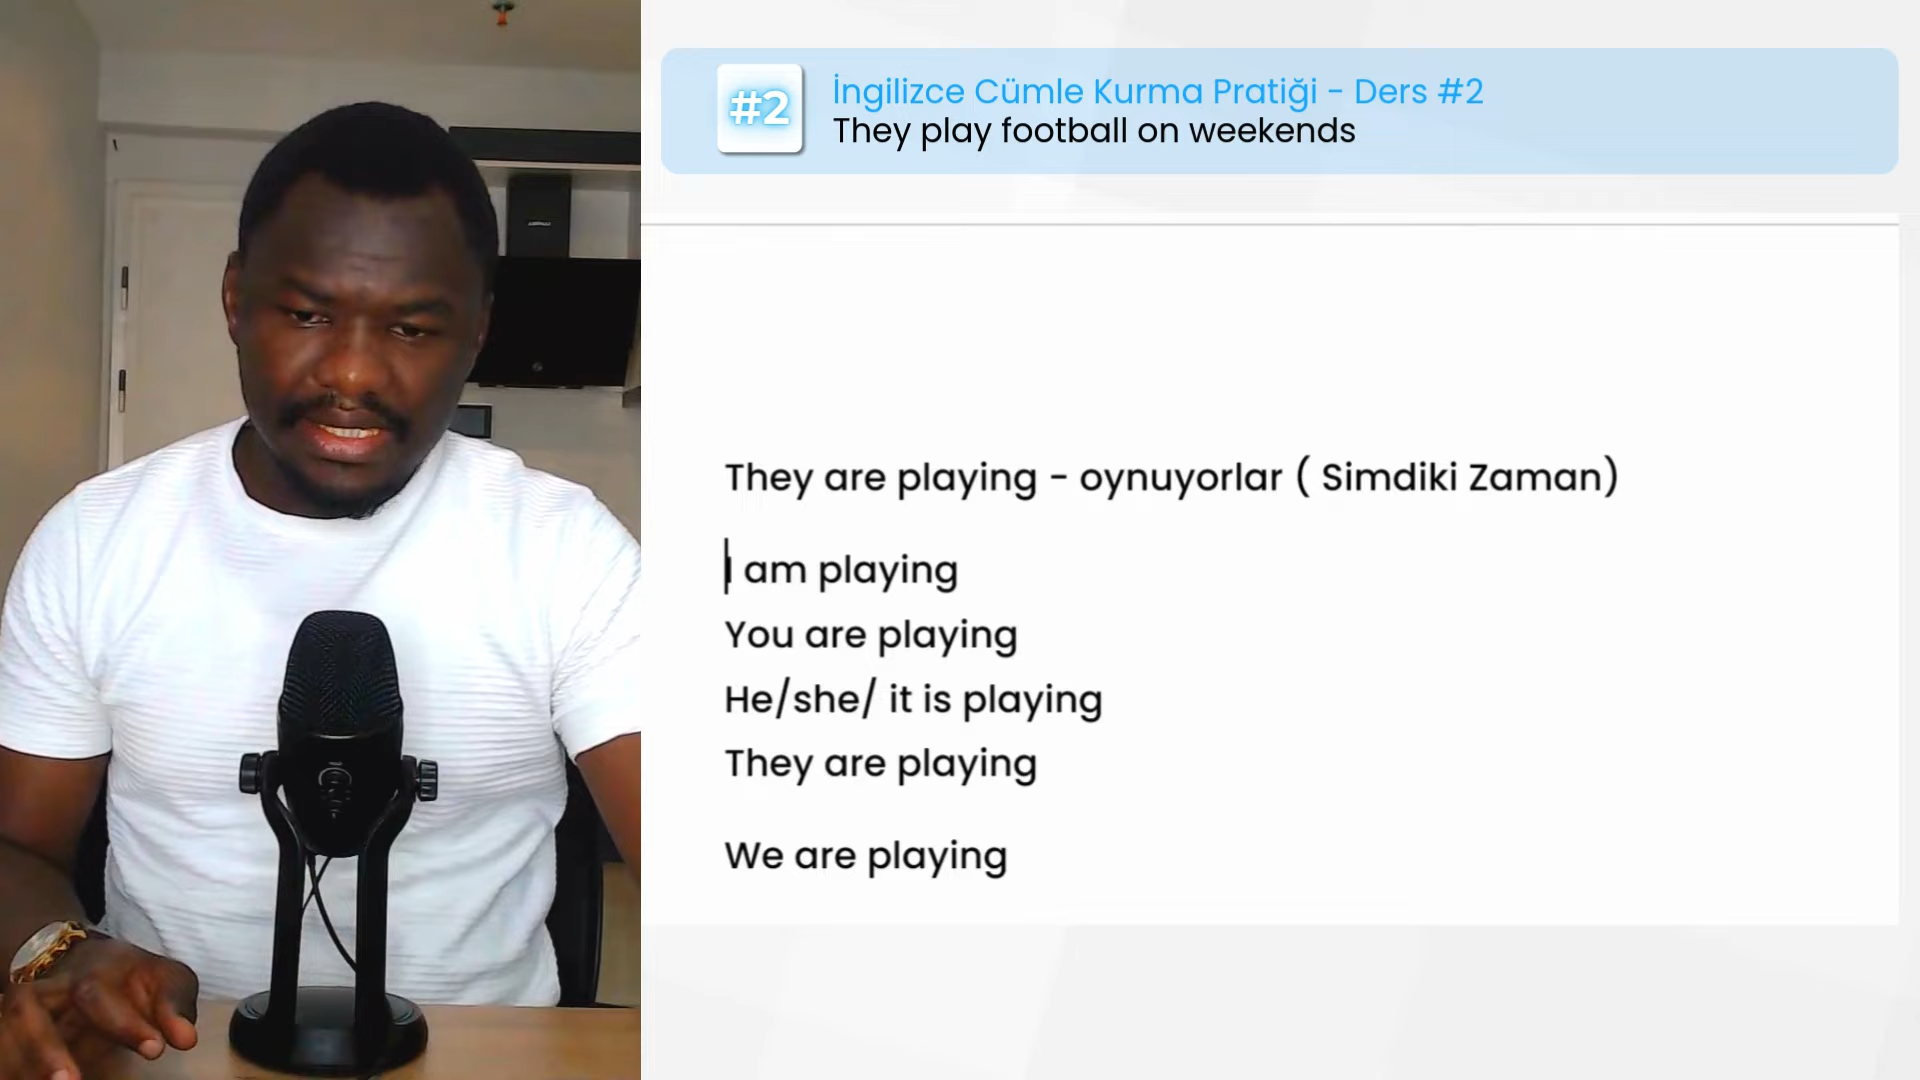 #2
İngilizce Cümle Kurma Pratiği - Ders #2
They play football on weekends
They are playing - oynuyorlar ( Simdiki Zaman)
I am playing
You are playing
He/she/ it is playing
They are playing
We are playing